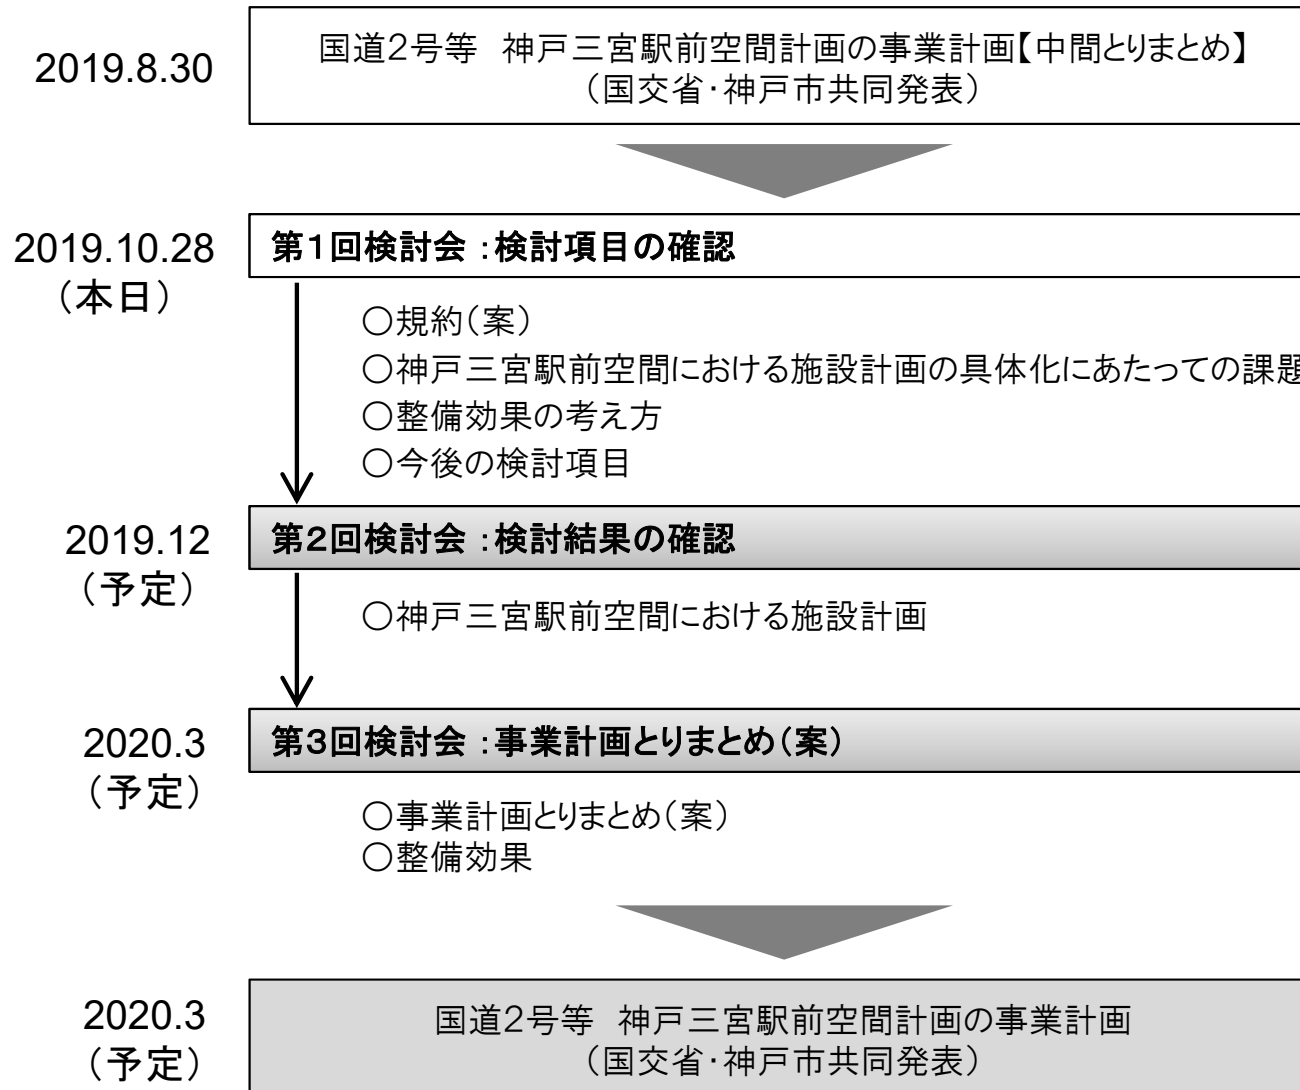 2019.8.30
国道2号等　神戸三宮駅前空間計画の事業計画【中間とりまとめ】
（国交省・神戸市共同発表）
2019.10.28
（本日）
第１回検討会：検討項目の確認
○規約（案）
○神戸三宮駅前空間における施設計画の具体化にあたっての課題
○整備効果の考え方
○今後の検討項目
2019.12
（予定）
第２回検討会：検討結果の確認
○神戸三宮駅前空間における施設計画
2020.3
（予定）
第３回検討会：事業計画とりまとめ（案）
○事業計画とりまとめ（案）
○整備効果
2020.3
（予定）
国道2号等　神戸三宮駅前空間計画の事業計画
（国交省・神戸市共同発表）